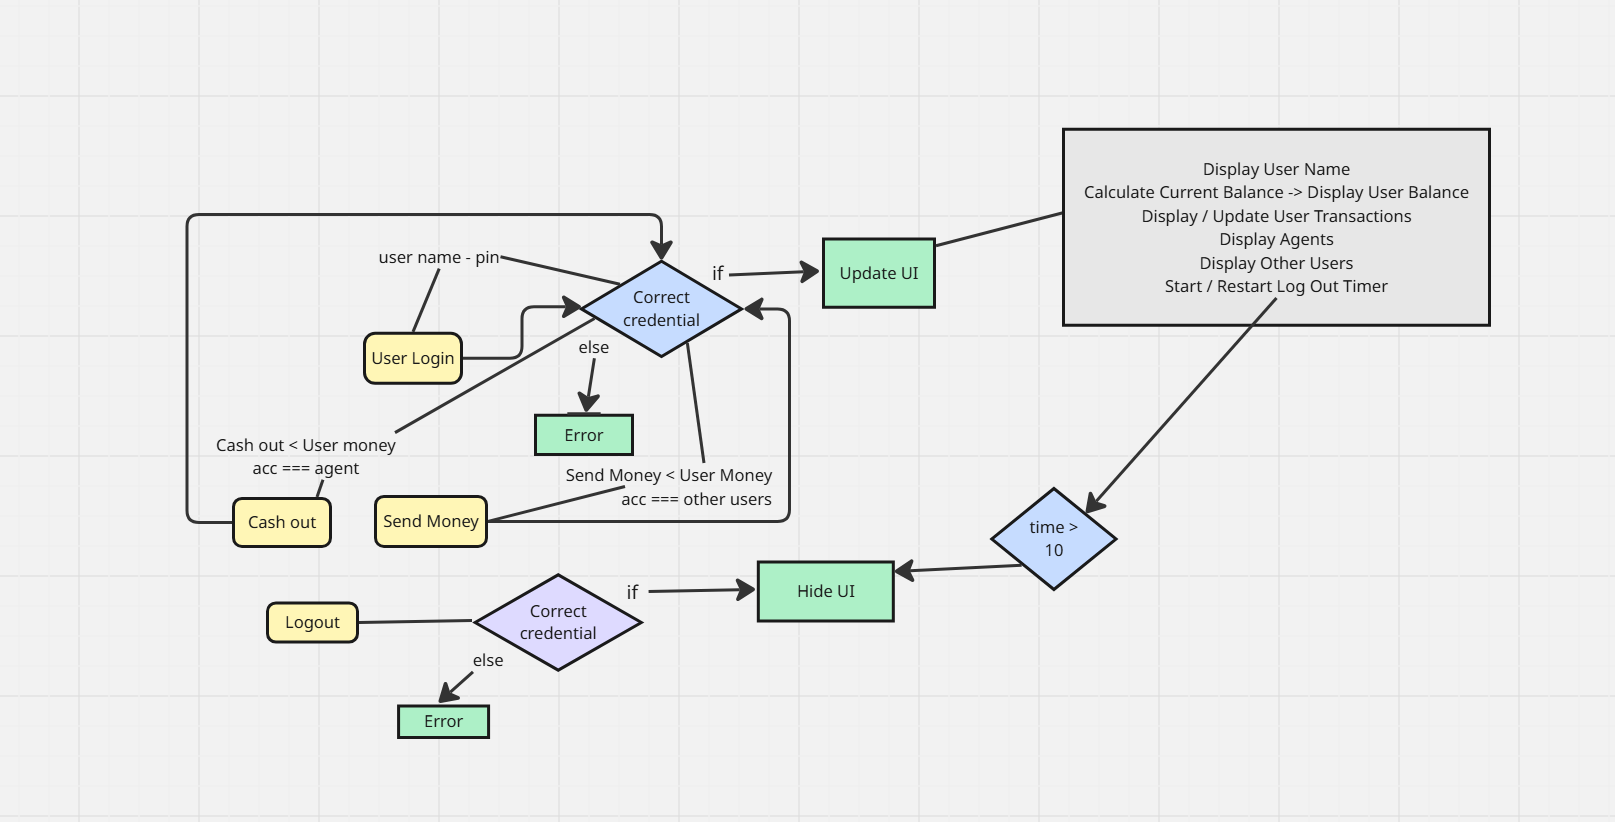 Display User Name
Calculate Current Balance -> Display User Balance
Display / Update User Transactions
Display Agents
Display Other Users
Start / Restart Log Out Timer
user name - pin
if
Update UI
Correct
credential
User Login
else
Error
Cash out < User money
acc === agent
Send Money < User Money
acc === other users
Cash out
Send Money
time >
10
if
Hide UI
Logout
Correct
credential
else
Error